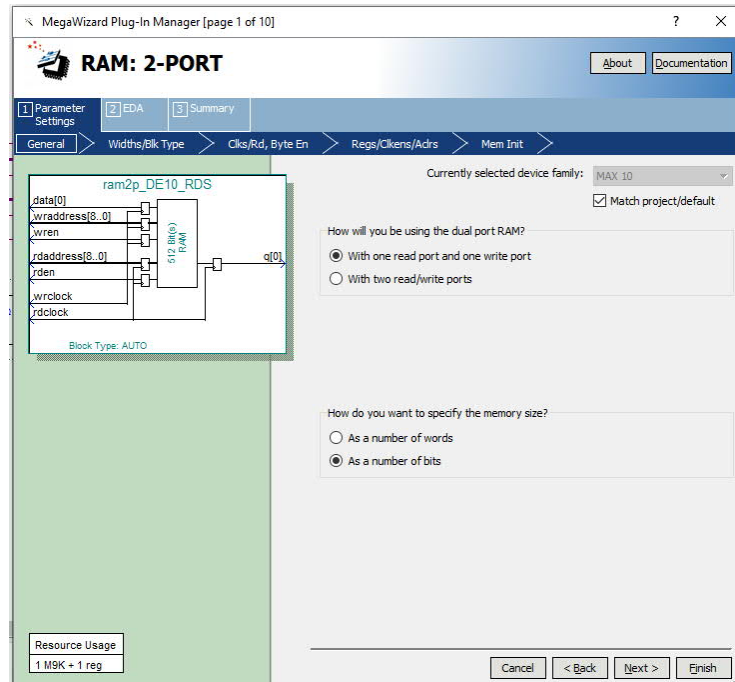 MegaWizard Plug-In Manager [page 1 of 10]
? X
RAM: 2-PORT
About Documentation
1 Parameter Settings 2 EDA 3 Summary
General Widths/Blk Type Clks/Rd, Byte En Regs/Clkens/Aclrs Mem Init
Currently selected device family: MAX 10
Match project/default
ram2p_DE10_RDS
data[0]
wraddress[8..0]
wren
rdaddress[8..0]
rden
wrclock
rdclock
512 Bit(s)
RAM
q[0]
Block Type: AUTO
How will you be using the dual port RAM?
With one read port and one write port
With two read/write ports
How do you want to specify the memory size?
As a number of words
As a number of bits
Resource Usage
1 M9K + 1 reg
Cancel < Back Next > Finish